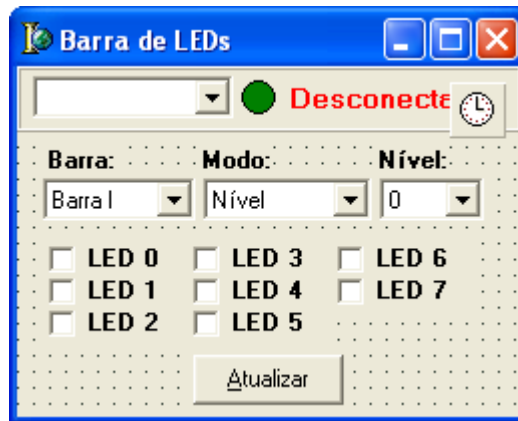 Barra de LEDs
Desconecta
Barra: Modo: Nível:
Barra I Nível 0
LED 0 LED 3 LED 6
LED 1 LED 4 LED 7
LED 2 LED 5
Atualizar